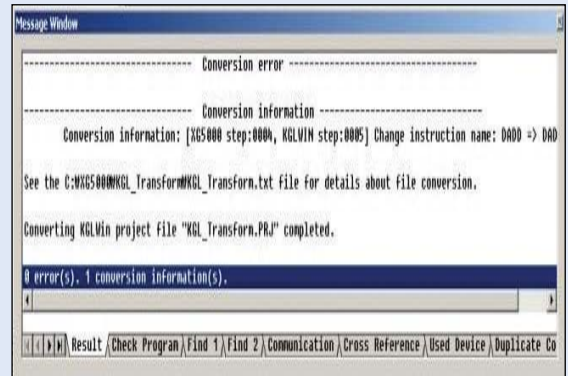 Message Window
-------------------------------- Conversion error ------------------------------------
-------------------------------- Conversion information ------------------------------
Conversion information: [XG5000 step:0004, KGLWIN step:0005] Change instruction name: DADD => DAD
See the C:₩XG5000₩KGL_Transform₩KGL_Transform.txt file for details about file conversion.
Converting KGLWin project file "KGL_Transform.PRJ" completed.
0 error(s). 1 conversion information(s).
Result Check Program Find 1 Find 2 Communication Cross Reference Used Device Duplicate Co